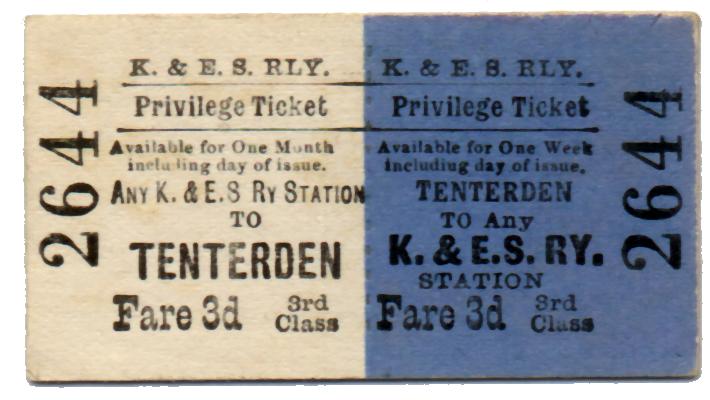 2644
K. & E. S. RLY.
Privilege Ticket
Available for One Month
including day of issue.
ANY K. & E.S RY STATION
TO
TENTERDEN
Fare 3d 3rd
Class
K. & E. S. RLY.
Privilege Ticket
Available for One Week
including day of issue.
TENTERDEN
TO Any
K. & E.S. RY.
STATION
Fare 3d 3rd
Class
2644